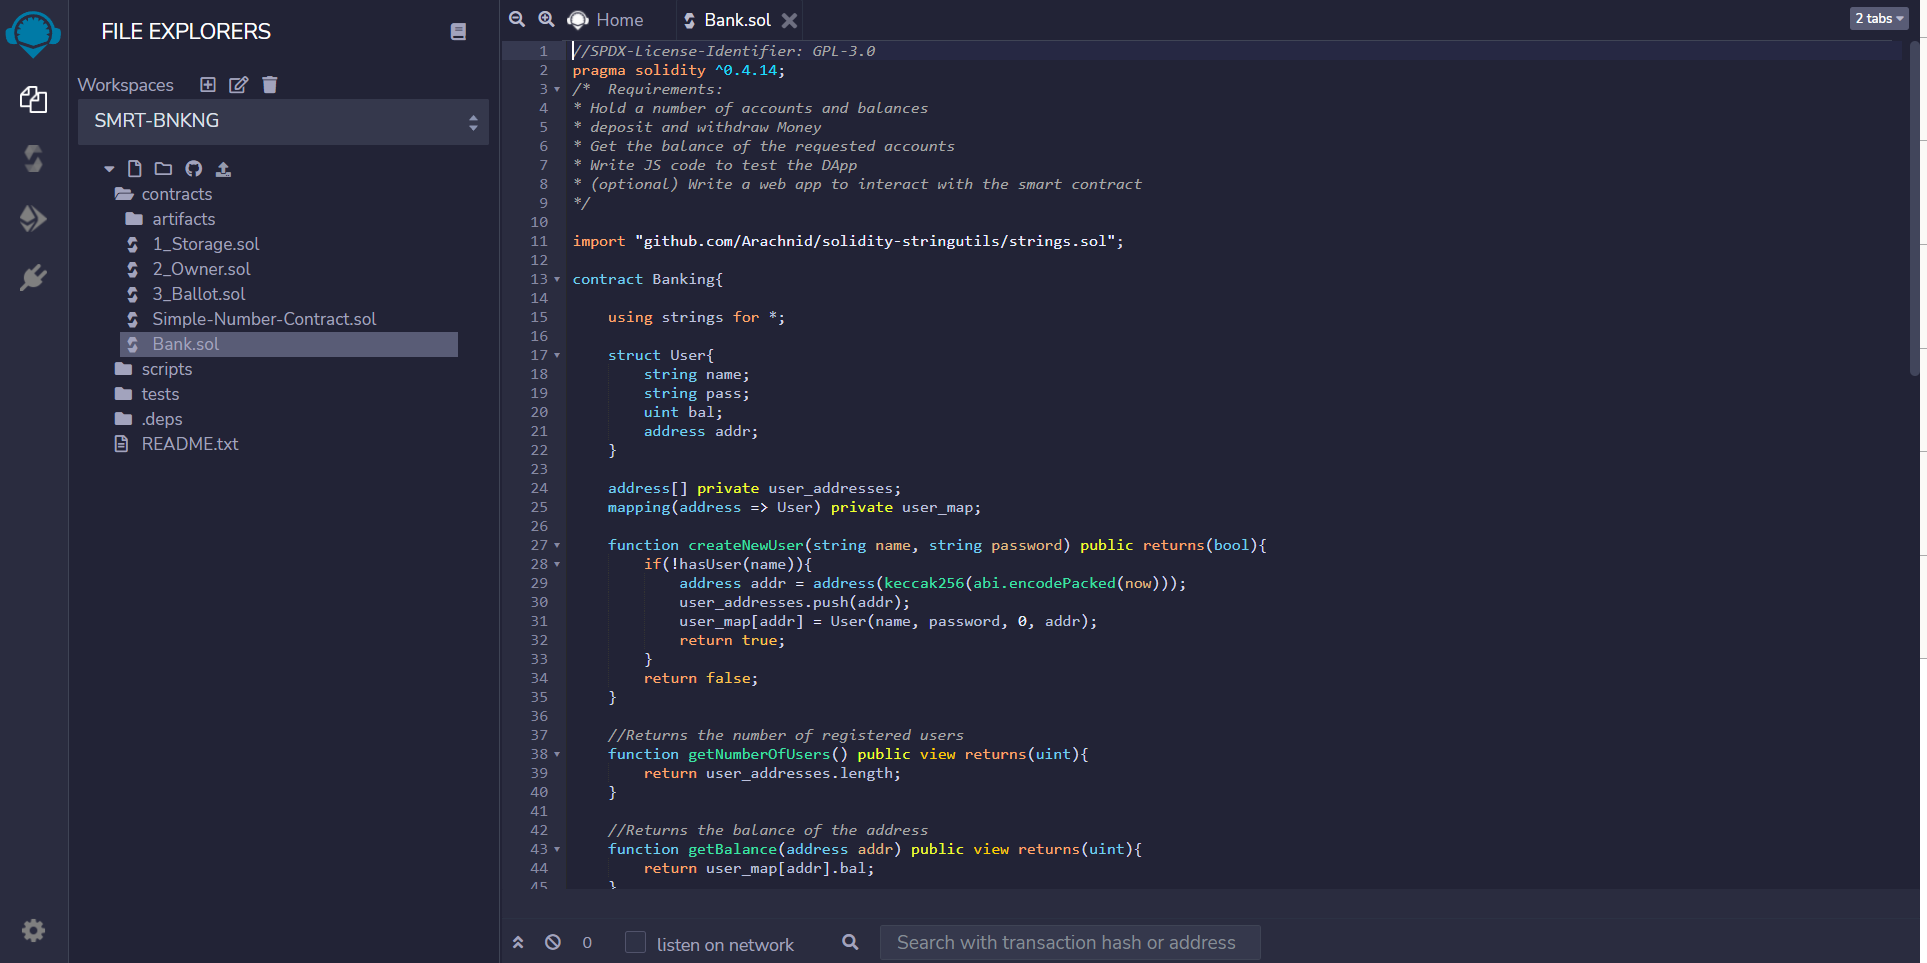 FILE EXPLORERS
Workspaces
SMRT-BNKNG
contracts
artifacts
1_Storage.sol
2_Owner.sol
3_Ballot.sol
Simple-Number-Contract.sol
Bank.sol
scripts
tests
.deps
README.txt
Home
Bank.sol
2 tabs
1 //SPDX-License-Identifier: GPL-3.0
2 pragma solidity ^0.4.14;
3 /*  Requirements:
4 * Hold a number of accounts and balances
5 * deposit and withdraw Money
6 * Get the balance of the requested accounts
7 * Write JS code to test the DApp
8 * (optional) Write a web app to interact with the smart contract
9 */
10
11 import "github.com/Arachnid/solidity-stringutils/strings.sol";
12
13 contract Banking{
14
15     using strings for *;
16
17     struct User{
18         string name;
19         string pass;
20         uint bal;
21         address addr;
22     }
23
24     address[] private user_addresses;
25     mapping(address => User) private user_map;
26
27     function createNewUser(string name, string password) public returns(bool){
28         if(!hasUser(name)){
29             address addr = address(keccak256(abi.encodePacked(now)));
30             user_addresses.push(addr);
31             user_map[addr] = User(name, password, 0, addr);
32             return true;
33         }
34         return false;
35     }
36
37     //Returns the number of registered users
38     function getNumberOfUsers() public view returns(uint){
39         return user_addresses.length;
40     }
41
42     //Returns the balance of the address
43     function getBalance(address addr) public view returns(uint){
44         return user_map[addr].bal;
45     }
0
listen on network
Search with transaction hash or address